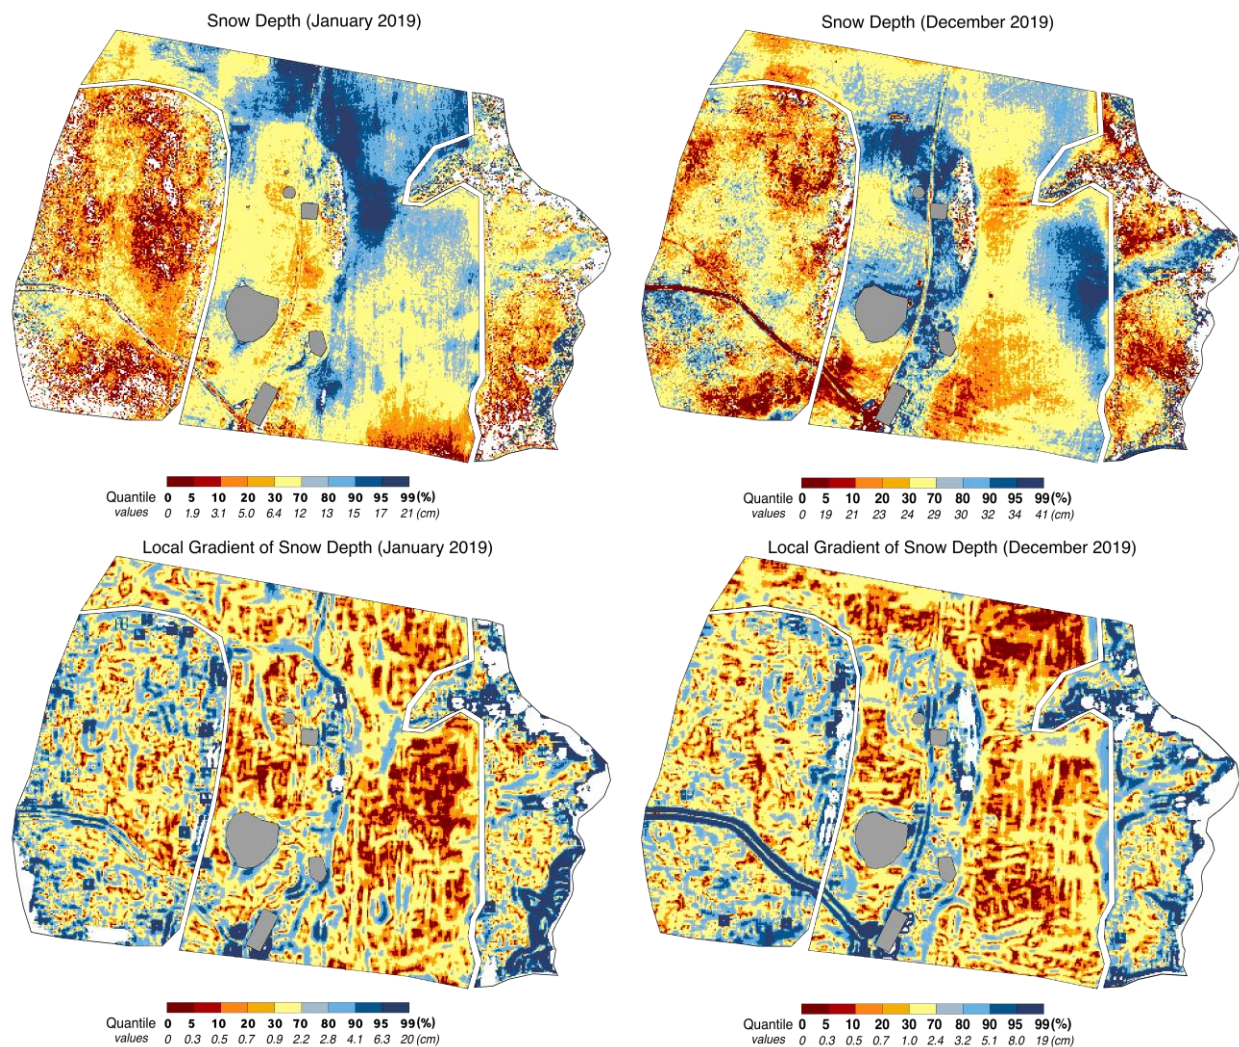 Snow Depth (January 2019)
Snow Depth (December 2019)
Quantile 0 5 10 20 30 70 80 90 95 99 (%)
values 0 1.9 3.1 5.0 6.4 12 13 15 17 21 (cm)
Quantile 0 5 10 20 30 70 80 90 95 99 (%)
values 0 19 21 23 24 29 30 32 34 41 (cm)
Local Gradient of Snow Depth (January 2019)
Local Gradient of Snow Depth (December 2019)
Quantile 0 5 10 20 30 70 80 90 95 99 (%)
values 0 0.3 0.5 0.7 0.9 2.2 2.8 4.1 6.3 20 (cm)
Quantile 0 5 10 20 30 70 80 90 95 99 (%)
values 0 0.3 0.5 0.7 1.0 2.4 3.2 5.1 8.0 19 (cm)